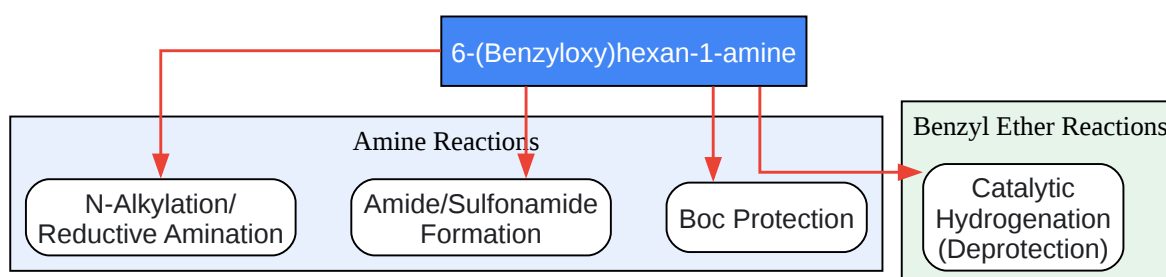 6-(Benzyloxy)hexan-1-amine
Amine Reactions
N-Alkylation/
Reductive Amination
Amide/Sulfonamide
Formation
Boc Protection
Benzyl Ether Reactions
Catalytic
Hydrogenation
(Deprotection)